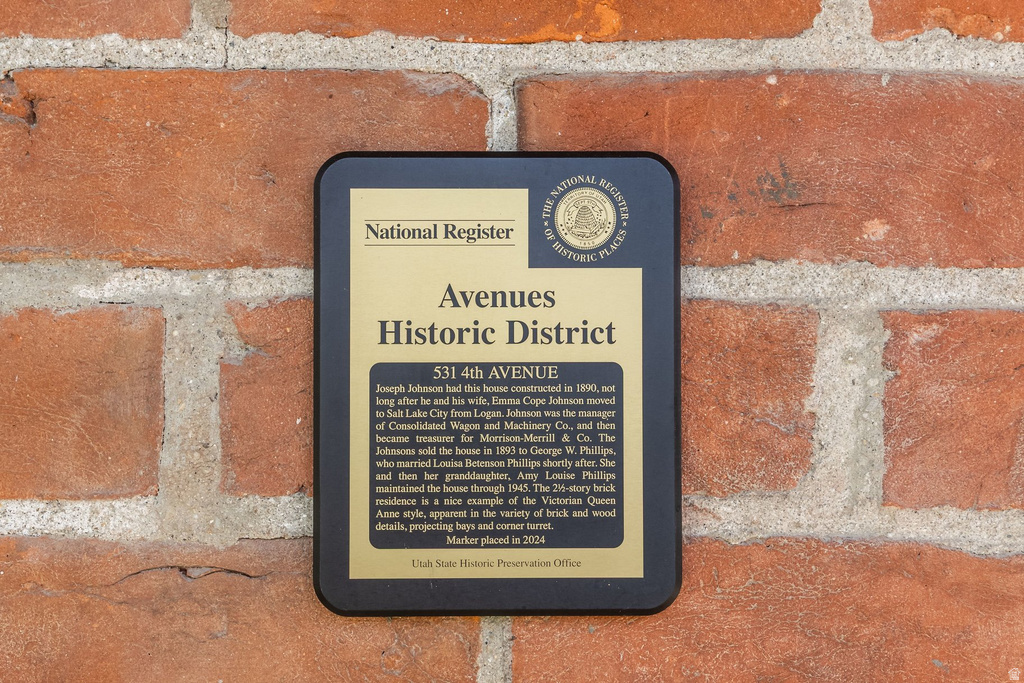 National Register
THE NATIONAL REGISTER
OF HISTORIC PLACES
Avenues
Historic District
531 4th AVENUE
Joseph Johnson had this house constructed in 1890, not
long after he and his wife, Emma Cope Johnson moved
to Salt Lake City from Logan. Johnson was the manager
of Consolidated Wagon and Machinery Co., and then
became treasurer for Morrison-Merrill & Co. The
Johnsons sold the house in 1893 to George W. Phillips,
who married Louisa Betenson Phillips shortly after. She
and then her granddaughter, Amy Louise Phillips
maintained the house through 1945. The 2½-story brick
residence is a nice example of the Victorian Queen
Anne style, apparent in the variety of brick and wood
details, projecting bays and corner turret.
Marker placed in 2024
Utah State Historic Preservation Office